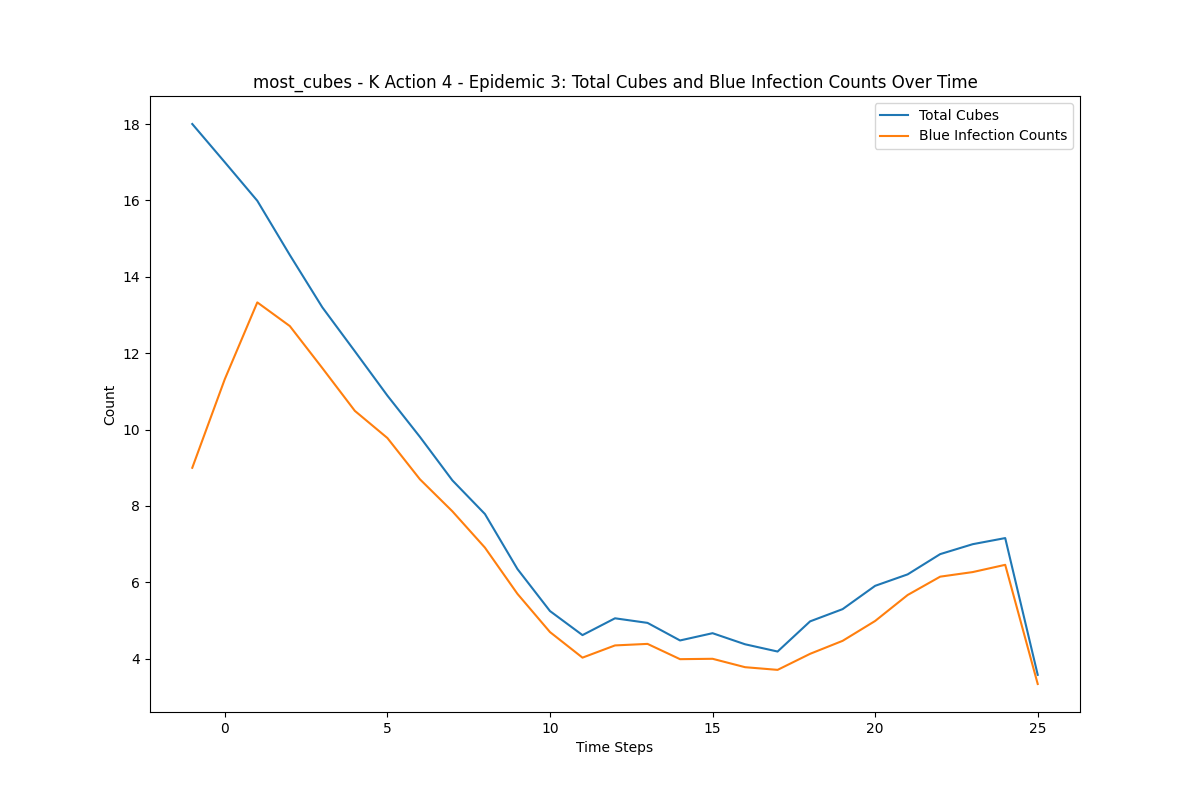 most_cubes - K Action 4 - Epidemic 3: Total Cubes and Blue Infection Counts Over Time
Total Cubes
Blue Infection Counts
18
16
14
12
10
8
6
4
Count
0 5 10 15 20 25
Time Steps